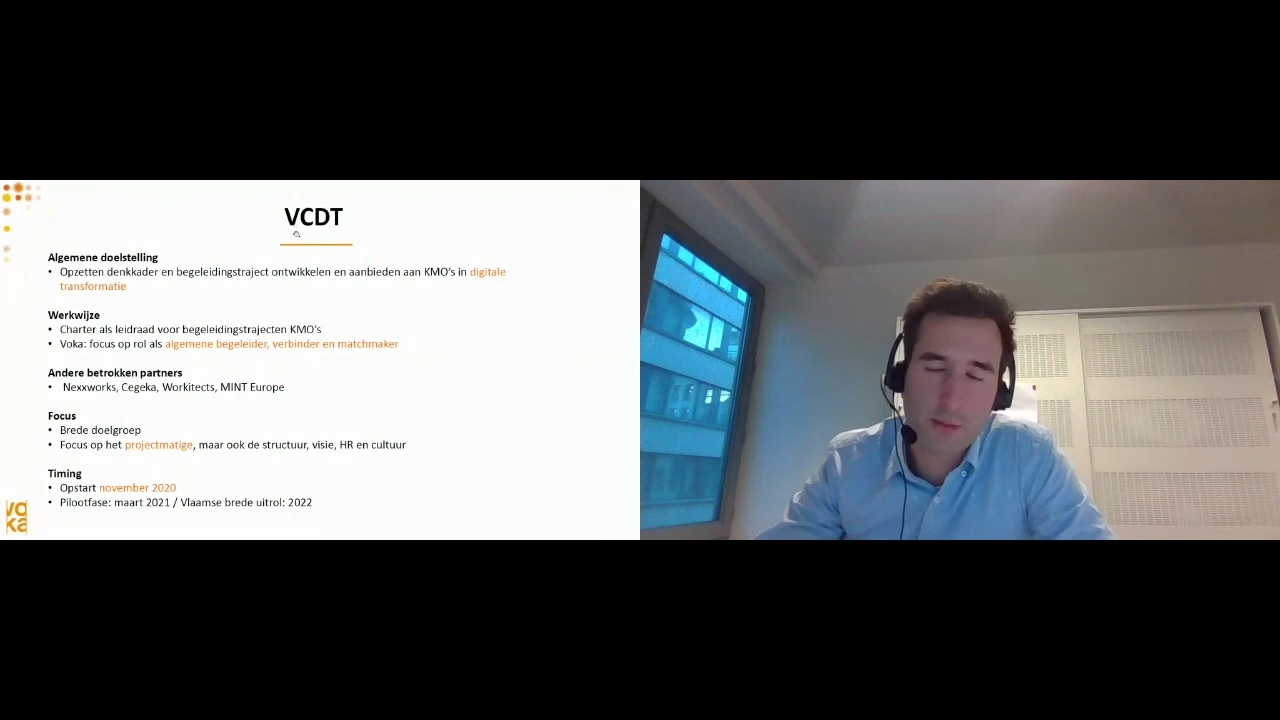 VCDT
Algemene doelstelling
• Opzetten denkkader en begeleidingstraject ontwikkelen en aanbieden aan KMO's in digitale
transformatie
Werkwijze
• Charter als leidraad voor begeleidingstrajecten KMO's
• Voka: focus op rol als algemene begeleider, verbinder en matchmaker
Andere betrokken partners
• Nexxworks, Cegeka, Workitects, MINT Europe
Focus
• Brede doelgroep
• Focus op het projectmatige, maar ook de structuur, visie, HR en cultuur
Timing
• Opstart november 2020
• Pilootfase: maart 2021 / Vlaamse brede uitrol: 2022
vo
ka